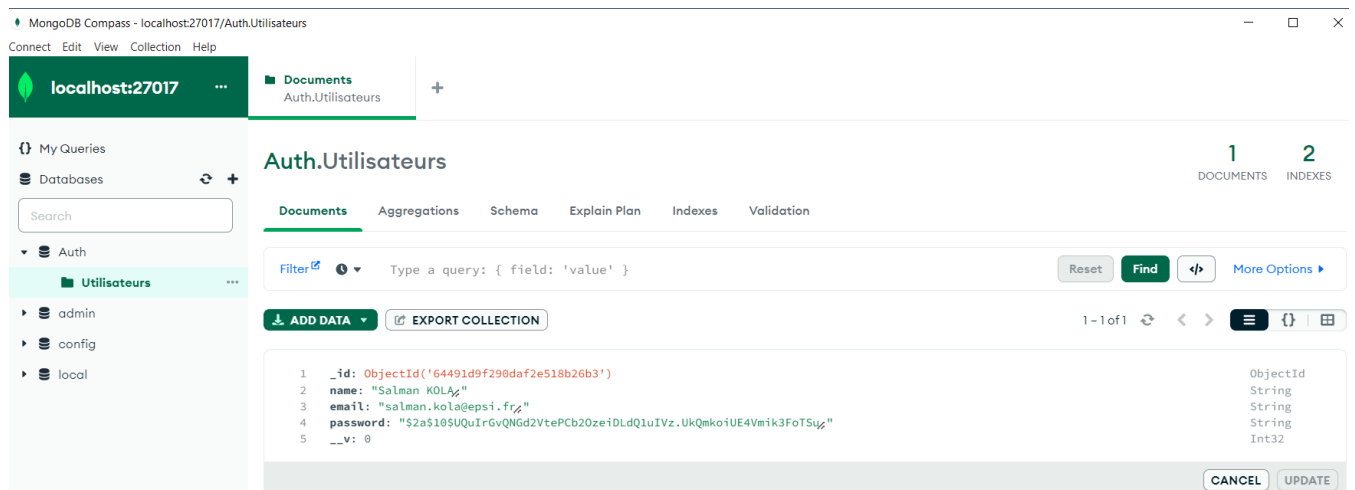 MongoDB Compass - localhost:27017/Auth.Utilisateurs
Connect Edit View Collection Help
localhost:27017 ...
Documents
Auth.Utilisateurs
{} My Queries
Databases
Search
Auth
Utilisateurs ...
admin
config
local
Auth.Utilisateurs
1 DOCUMENTS
2 INDEXES
Documents Aggregations Schema Explain Plan Indexes Validation
Filter Type a query: { field: 'value' } Reset Find </> More Options
ADD DATA EXPORT COLLECTION 1 – 1 of 1 {}
1 _id: ObjectId('64491d9f290daf2e518b26b3') ObjectId
2 name: "Salman KOLA" String
3 email: "salman.kola@epsi.fr" String
4 password: "$2a$10$UQuIrGvQNGd2VtePCb2OzeiDLdQ1uIVz.UkQmkoiUE4Vmik3FoTSu" String
5 __v: 0 Int32
CANCEL UPDATE